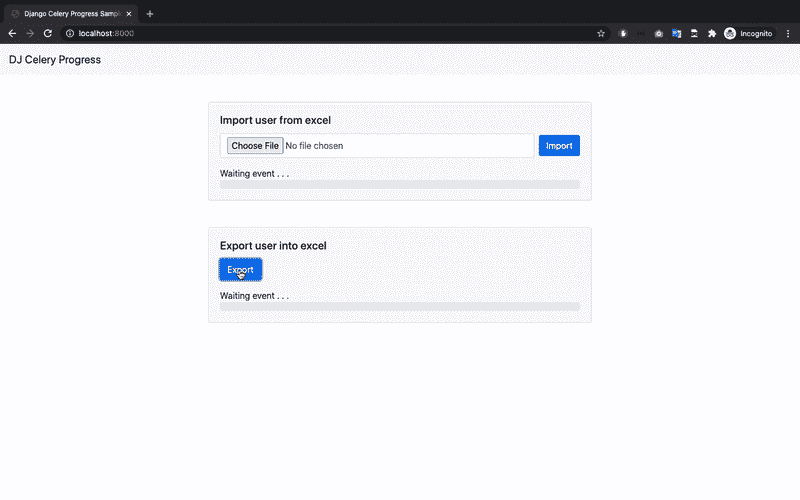 Django Celery Progress Sampl
localhost:8000
Incognito
DJ Celery Progress
Import user from excel
Choose File No file chosen
Import
Waiting event . . .
Export user into excel
Export
Waiting event . . .